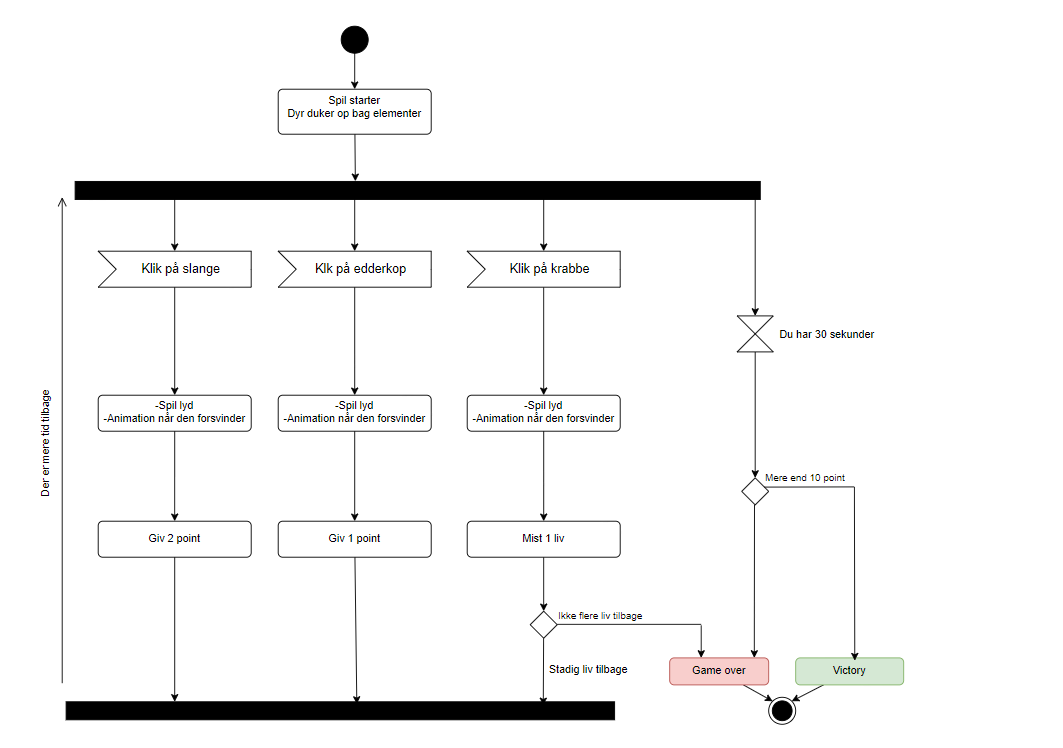 Spil starter
Dyr duker op bag elementer
Klik på slange
Klk på edderkop
Klik på krabbe
Du har 30 sekunder
-Spil lyd
-Animation når den forsvinder
-Spil lyd
-Animation når den forsvinder
-Spil lyd
-Animation når den forsvinder
Der er mere tid tilbage
Mere end 10 point
Giv 2 point
Giv 1 point
Mist 1 liv
Ikke flere liv tilbage
Stadig liv tilbage
Game over
Victory